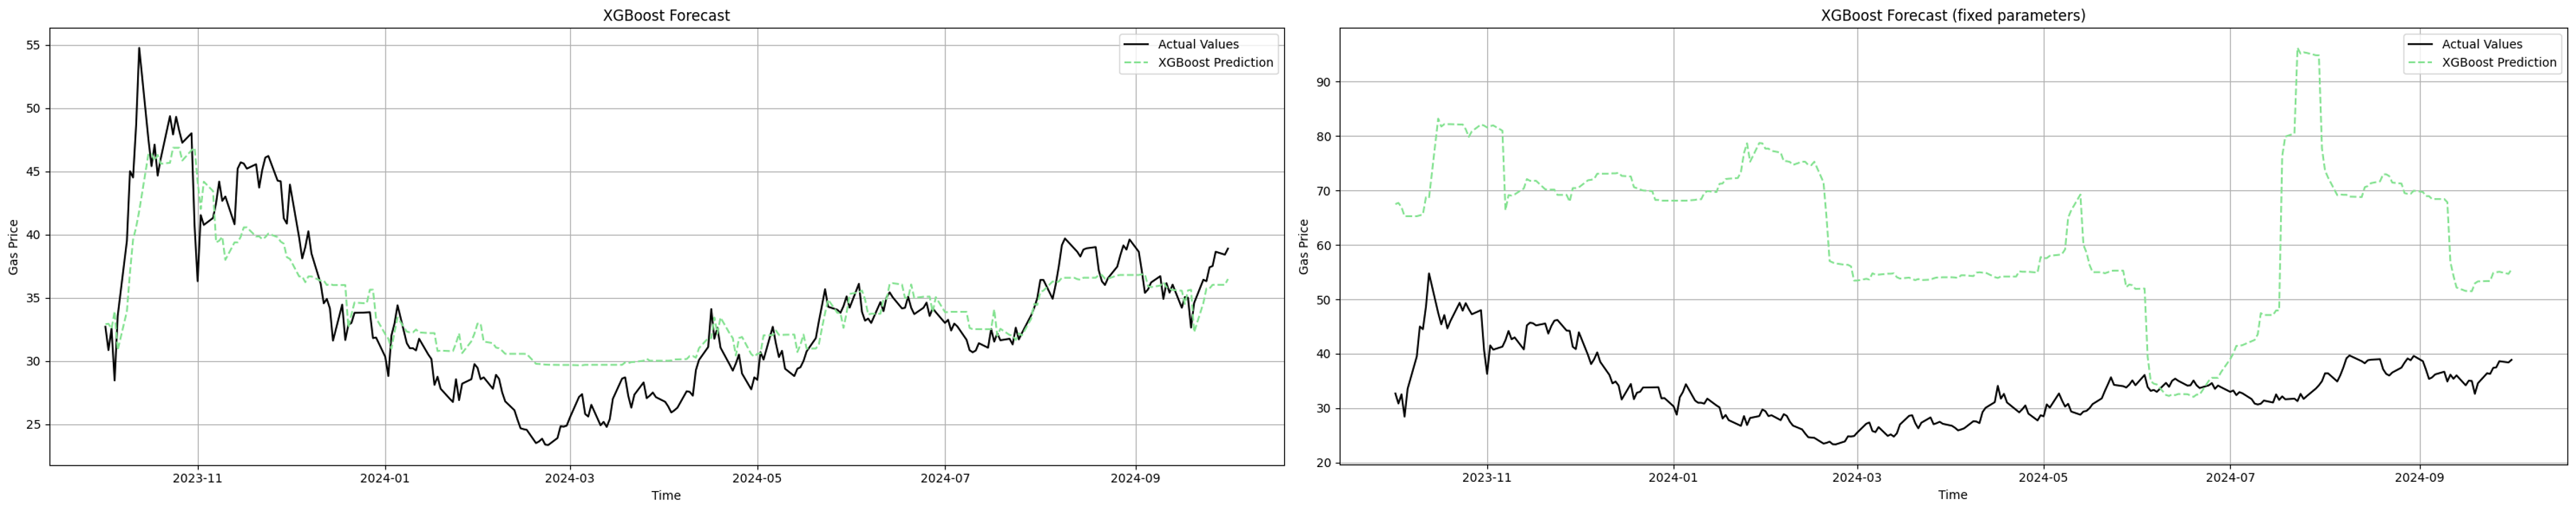 XGBoost Forecast
Actual Values
XGBoost Prediction
55
50
45
40
35
30
25
Gas Price
2023-11
2024-01
2024-03
2024-05
2024-07
2024-09
Time
XGBoost Forecast (fixed parameters)
Actual Values
XGBoost Prediction
90
80
70
60
50
40
30
20
Gas Price
2023-11
2024-01
2024-03
2024-05
2024-07
2024-09
Time